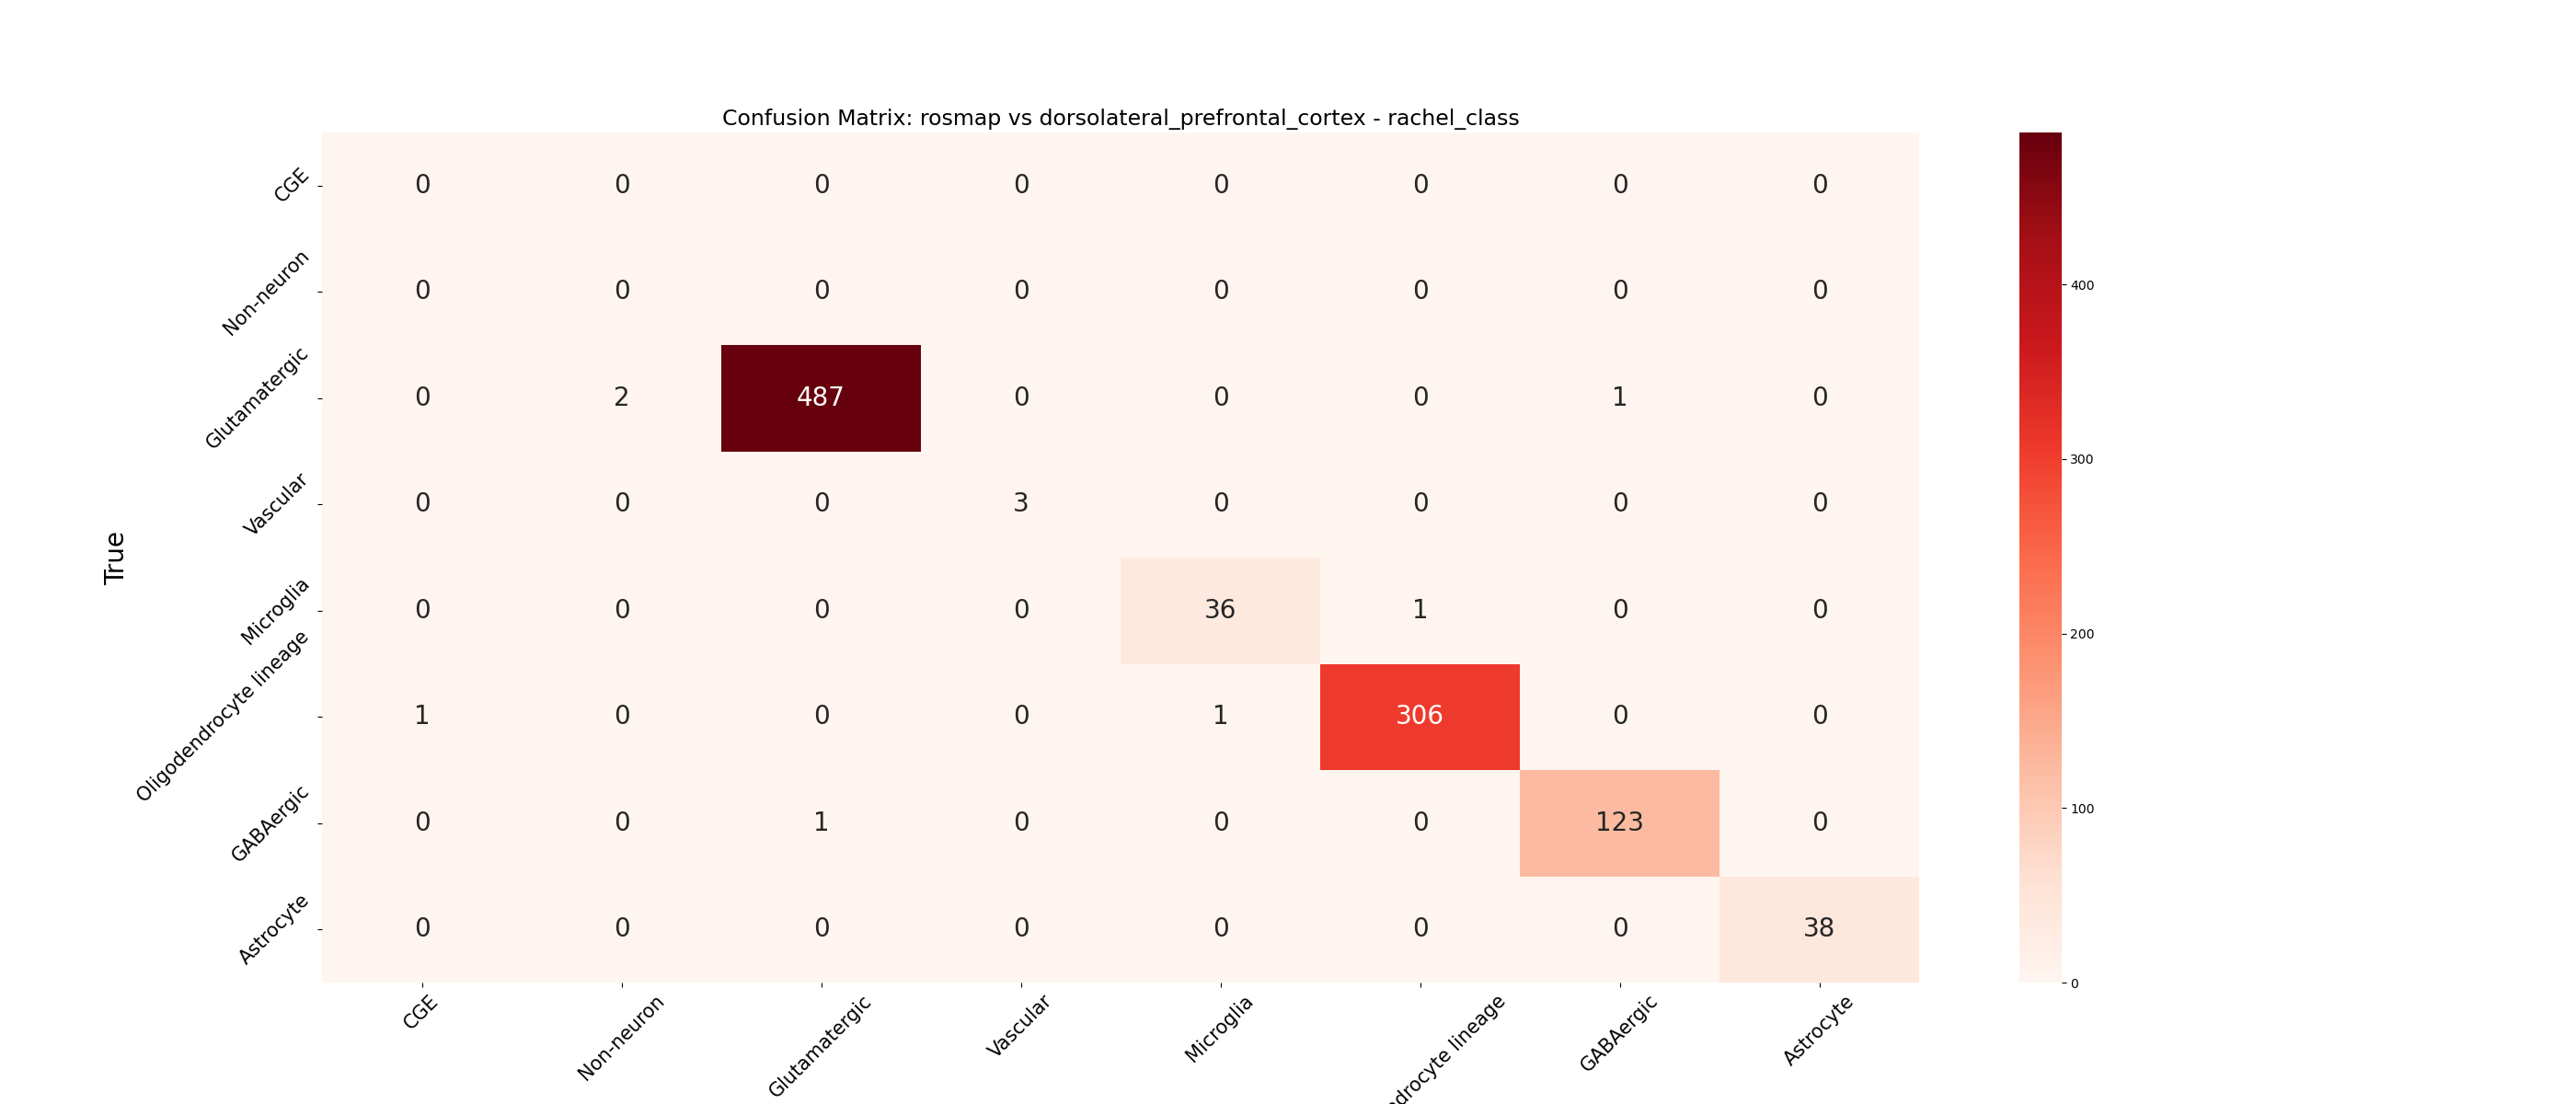 Confusion Matrix: rosmap vs dorsolateral_prefrontal_cortex - rachel_class
True
CGE 0 0 0 0 0 0 0 0
Non-neuron 0 0 0 0 0 0 0 0
Glutamatergic 0 2 487 0 0 0 1 0
Vascular 0 0 0 3 0 0 0 0
Microglia 0 0 0 0 36 1 0 0
Oligodendrocyte lineage 1 0 0 0 1 306 0 0
GABAergic 0 0 1 0 0 0 123 0
Astrocyte 0 0 0 0 0 0 0 38
CGE Non-neuron Glutamatergic Vascular Microglia lineage GABAergic Astrocyte
400
300
200
100
0